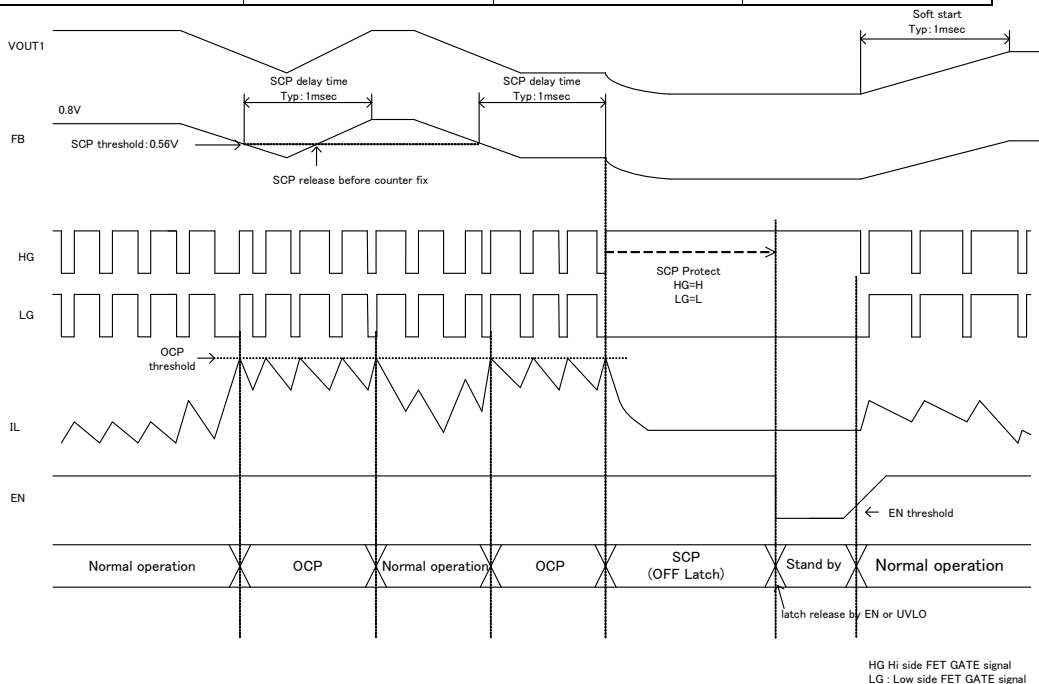 Soft start
Typ:1msec
VOUT1
SCP delay time
Typ:1msec
SCP delay time
Typ:1msec
0.8V
FB
SCP threshold:0.56V
SCP release before counter fix
HG
SCP Protect
HG=H
LG=L
LG
OCP
threshold
IL
EN
EN threshold
Normal operation
OCP
Normal operation
OCP
SCP
(OFF Latch)
Stand by
Normal operation
latch release by EN or UVLO
HG Hi side FET GATE signal
LG : Low side FET GATE signal